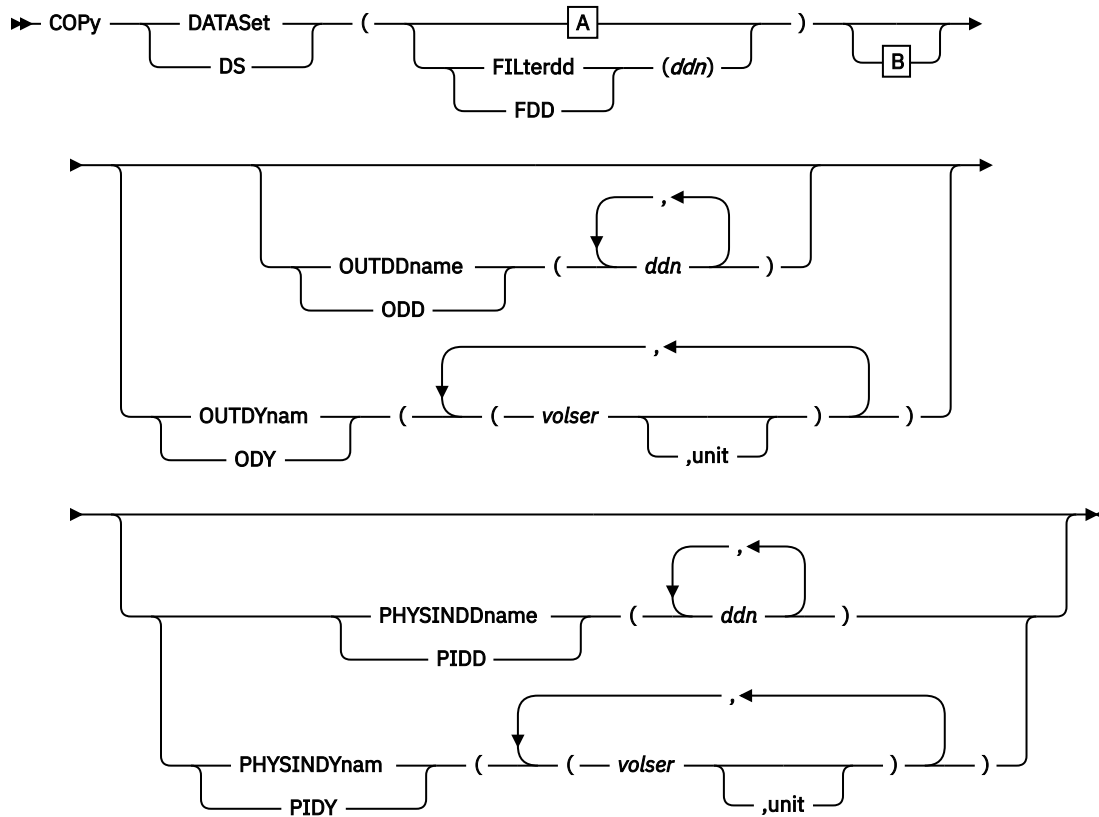 COPy DATASet ( A ) B
DS FILterdd (ddn)
FDD
,
OUTDDname ( ddn )
ODD
,
OUTDYnam ( ( volser ) )
ODY ,unit
,
PHYSINDDname ( ddn )
PIDD
,
PHYSINDYnam ( ( volser ) )
PIDY ,unit